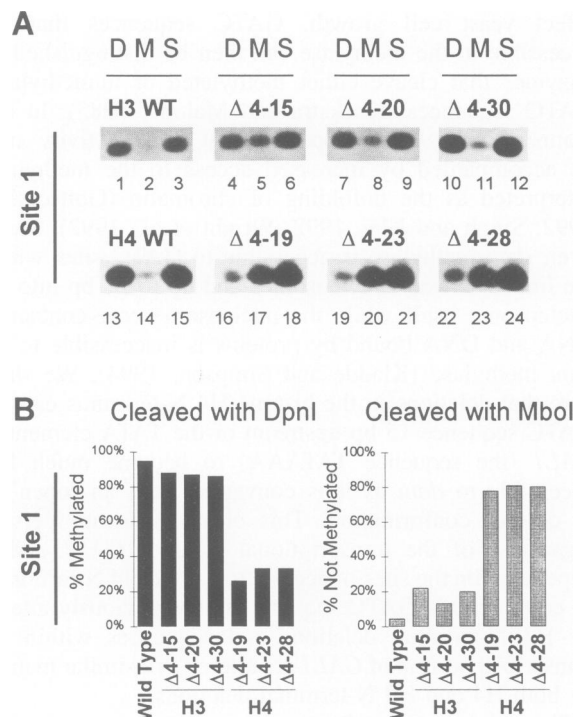 A
D M S D M S D M S D M S
H3 WT Δ 4-15 Δ 4-20 Δ 4-30
1 2 3 4 5 6 7 8 9 10 11 12
Site 1
H4 WT Δ 4-19 Δ 4-23 Δ 4-28
13 14 15 16 17 18 19 20 21 22 23 24
B
Cleaved with DpnI Cleaved with MboI
Site 1
% Methylated
100%
80%
60%
40%
20%
0%
Wild Type
Δ4-15
Δ4-20
Δ4-30
Δ4-19
Δ4-23
Δ4-28
H3 H4
% Not Methylated
100%
80%
60%
40%
20%
0%
Wild Type
Δ4-15
Δ4-20
Δ4-30
Δ4-19
Δ4-23
Δ4-28
H3 H4